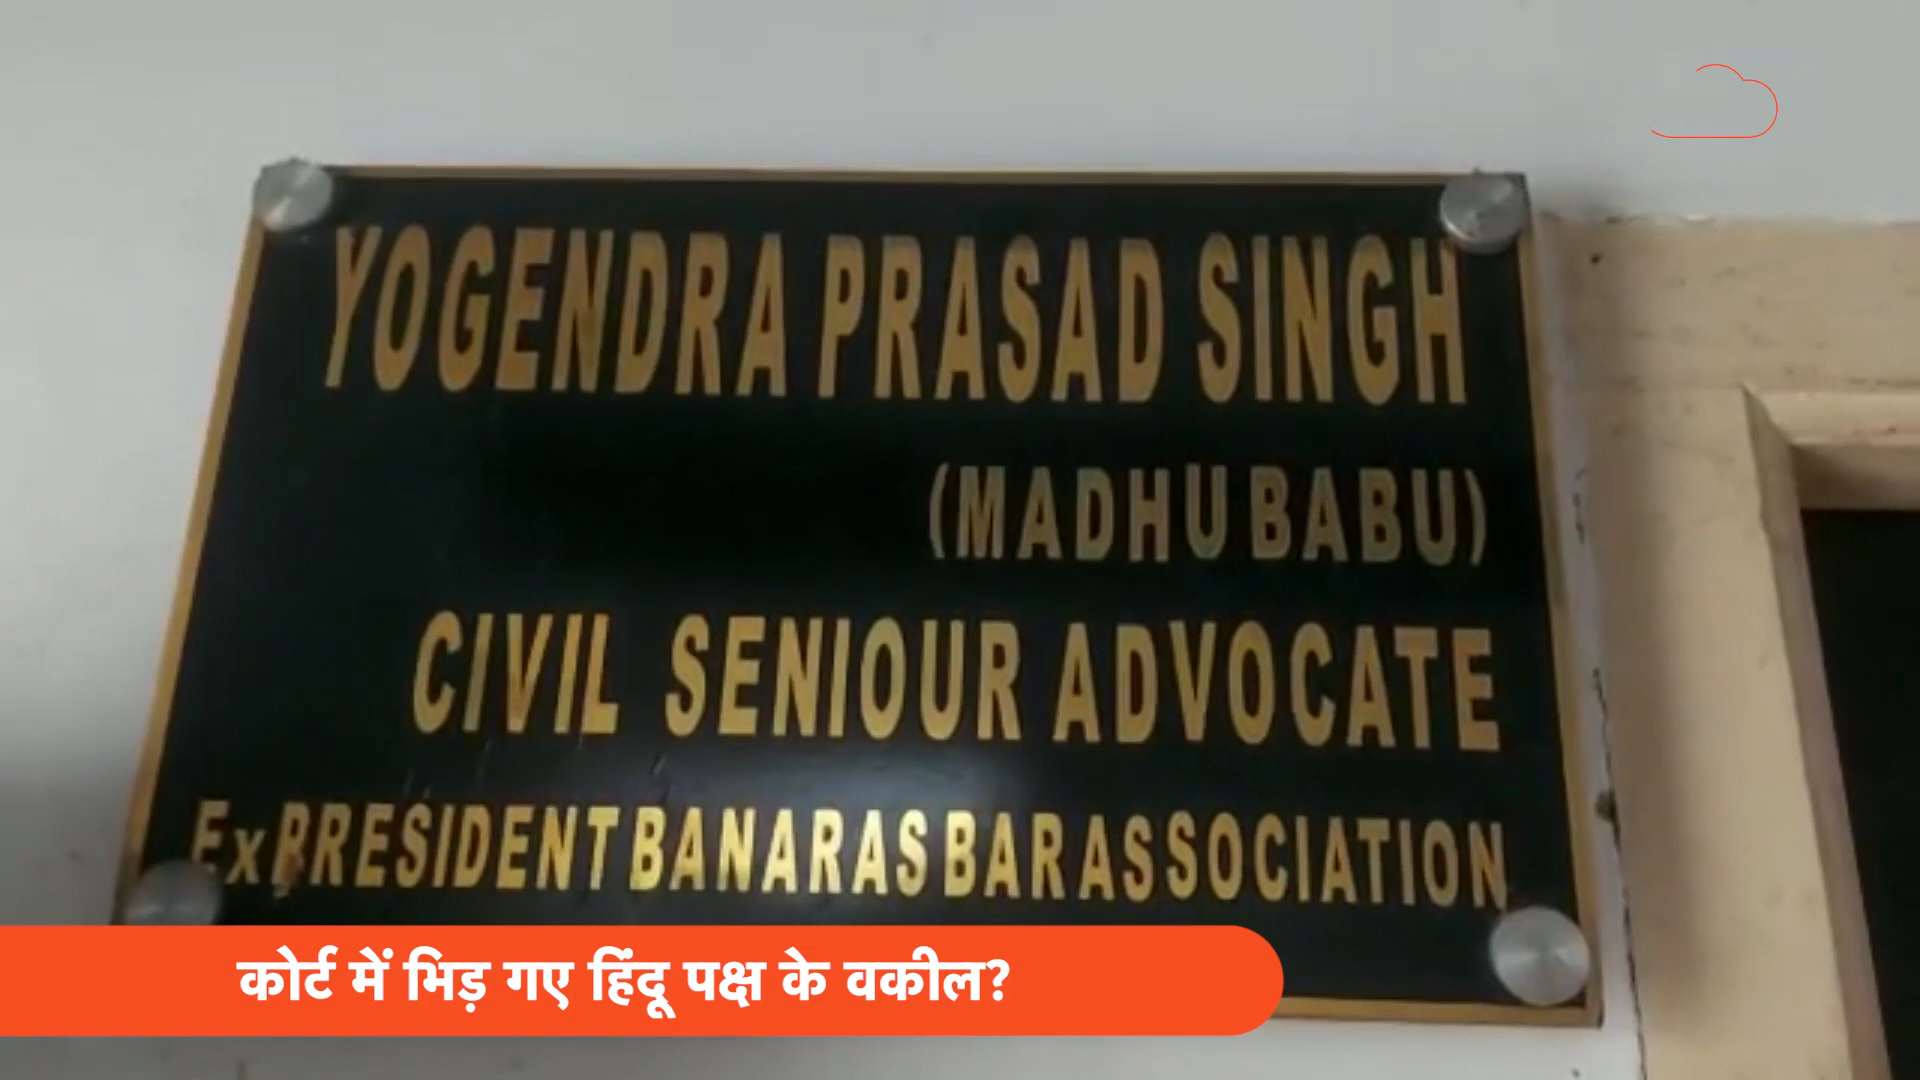 YOGENDRA PRASAD SINGH
(MADHU BABU)
CIVIL SENIOUR ADVOCATE
Ex PRESIDENT BANARAS BAR ASSOCIATION
कोर्ट में भिड़ गए हिंदू पक्ष के वकील?